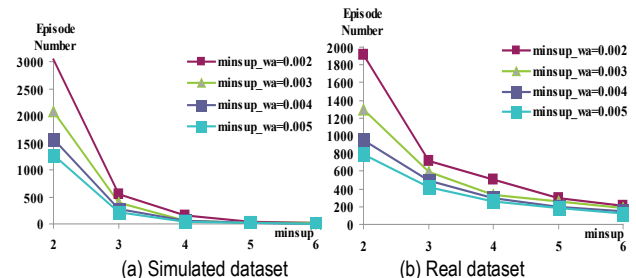 Episode
Number
3000
2500
2000
1500
1000
500
0
2
3
4
5
6
minsup
minsup_wa=0.002
minsup_wa=0.003
minsup_wa=0.004
minsup_wa=0.005
(a) Simulated dataset
Episode
Number
2000
1800
1600
1400
1200
1000
800
600
400
200
0
2
3
4
5
6
minsup
minsup_wa=0.002
minsup_wa=0.003
minsup_wa=0.004
minsup_wa=0.005
(b) Real dataset